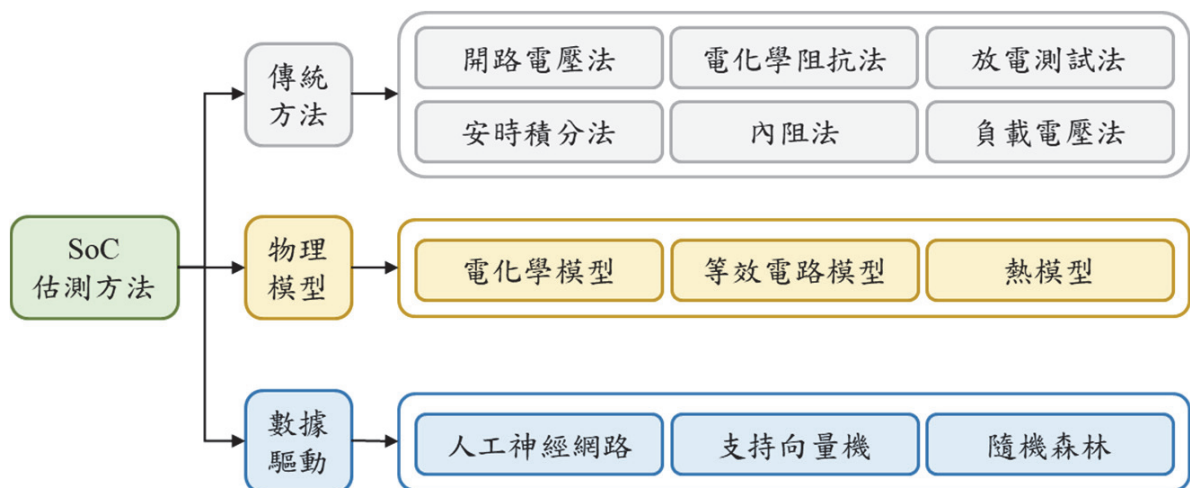 傳統
方法
開路電壓法
電化學阻抗法
放電測試法
安時積分法
內阻法
負載電壓法
SoC
估測方法
物理
模型
電化學模型
等效電路模型
熱模型
數據
驅動
人工神經網路
支持向量機
隨機森林